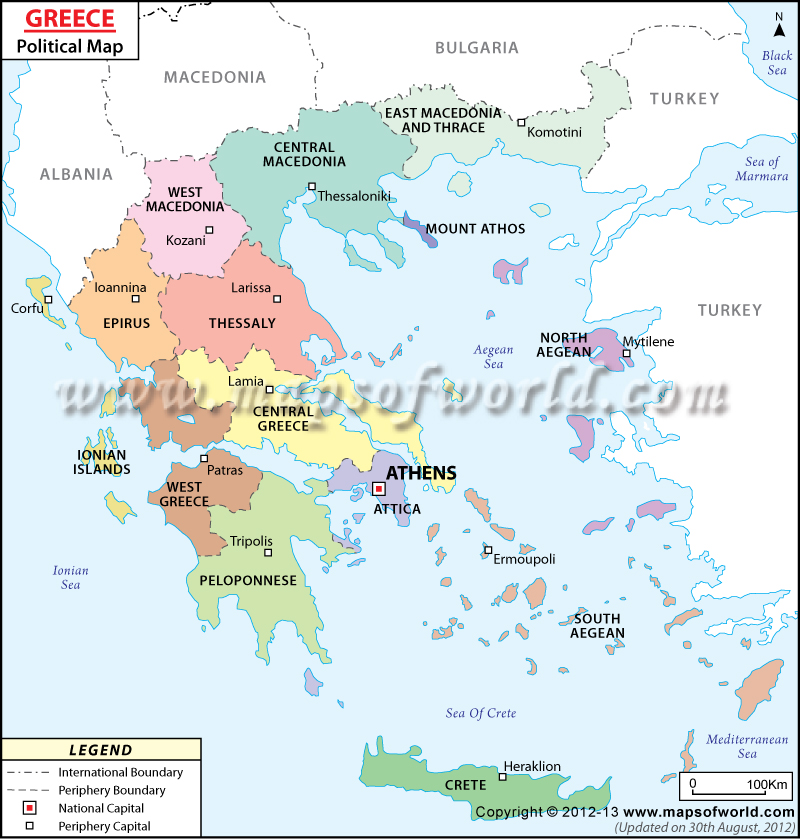 GREECE
Political Map
N
BULGARIA
Black
Sea
MACEDONIA
TURKEY
EAST MACEDONIA
AND THRACE
Komotini
CENTRAL
MACEDONIA
Sea of
Marmara
ALBANIA
WEST
MACEDONIA
Thessaloniki
MOUNT ATHOS
Kozani
Ioannina
Larissa
Corfu
EPIRUS
THESSALY
TURKEY
NORTH
AEGEAN
Mytilene
Aegean
Sea
Lamia
www.mapsofworld.com
CENTRAL
GREECE
IONIAN
ISLANDS
Patras
ATHENS
WEST
GREECE
ATTICA
Tripolis
Ermoupoli
Ionian
Sea
PELOPONNESE
SOUTH
AEGEAN
Sea Of Crete
Mediterranean
Sea
LEGEND
International Boundary
Periphery Boundary
National Capital
Periphery Capital
Heraklion
CRETE
0 100Km
Copyright © 2012-13 www.mapsofworld.com
(Updated on 30th August, 2012)